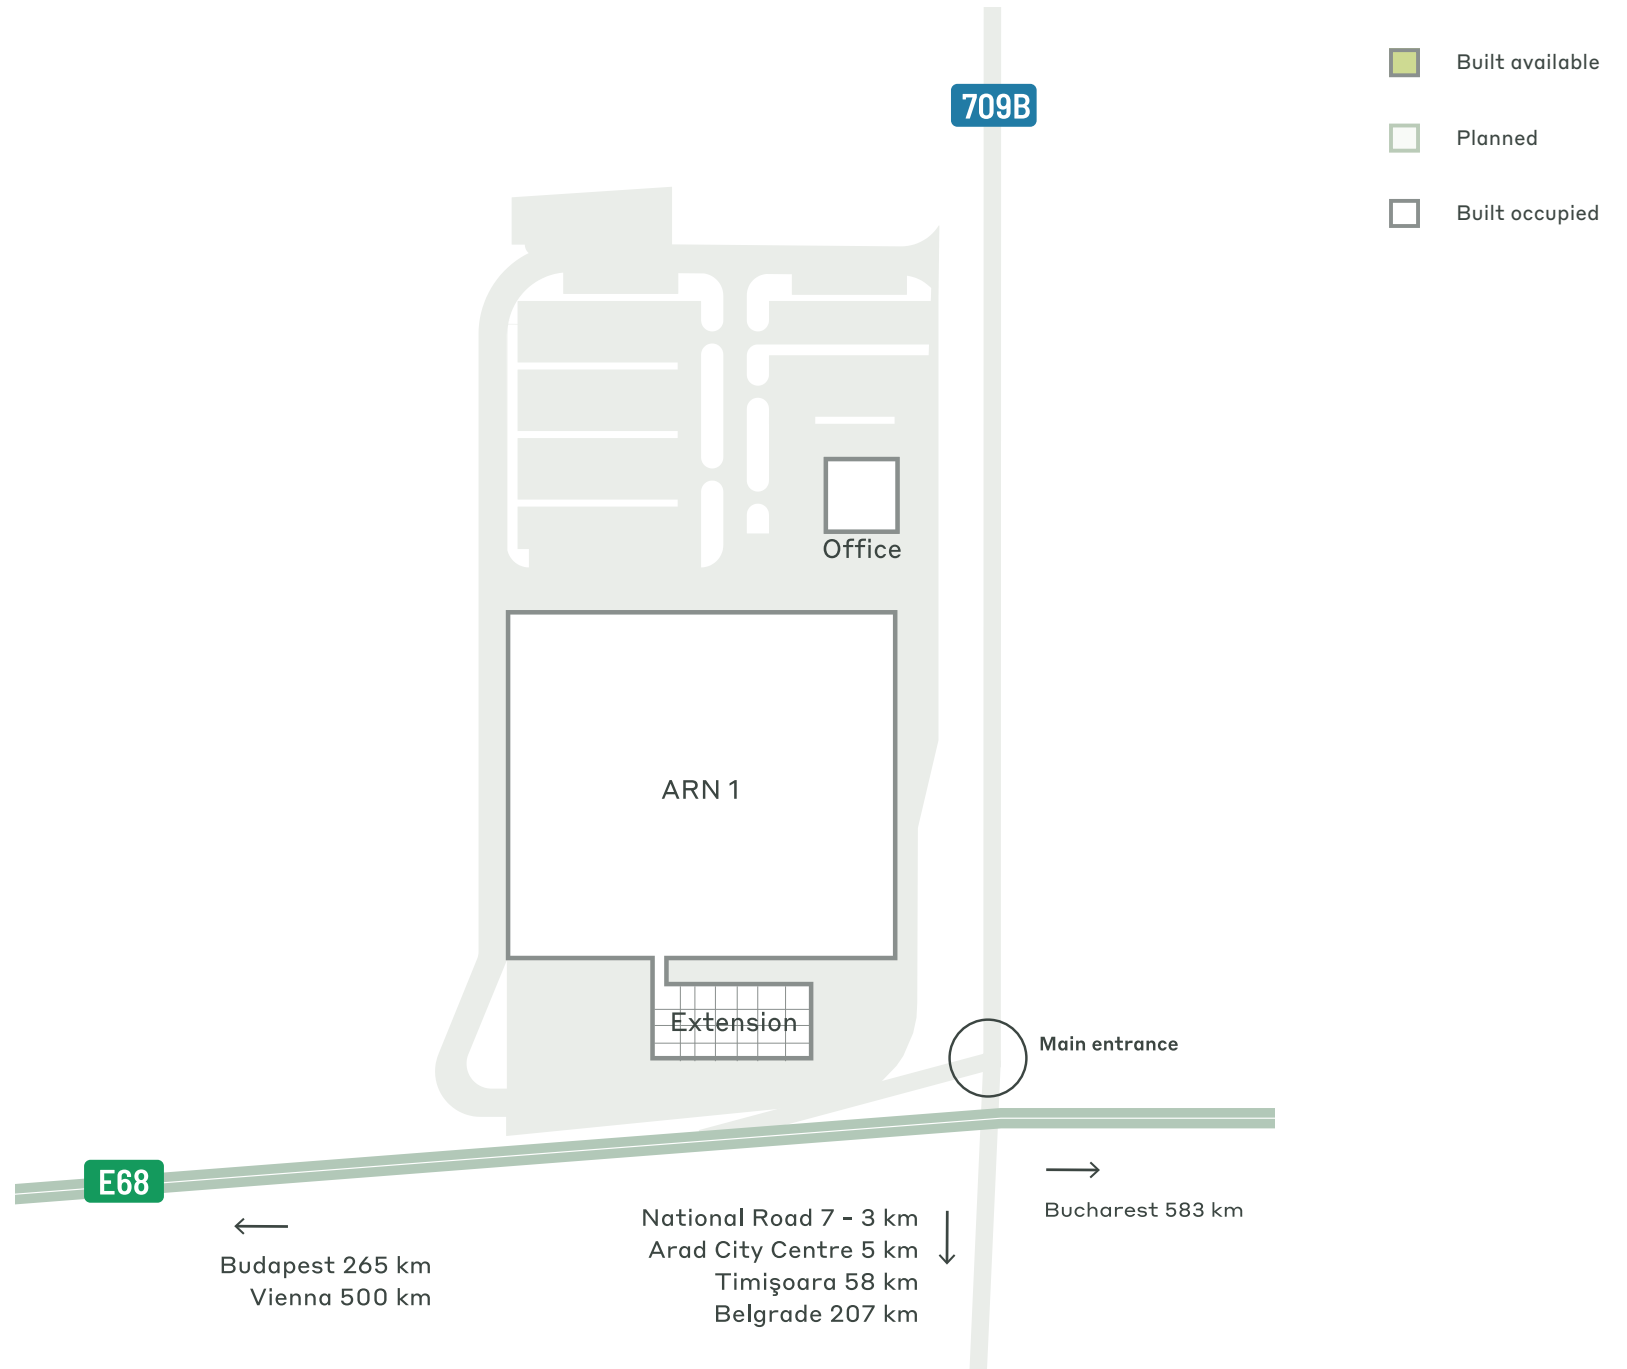 Built available
709B
Planned
Built occupied
Office
ARN 1
Extension
Main entrance
E68
Bucharest 583 km
National Road 7 - 3 km
Arad City Centre 5 km
Timişoara 58 km
Belgrade 207 km
Budapest 265 km
Vienna 500 km